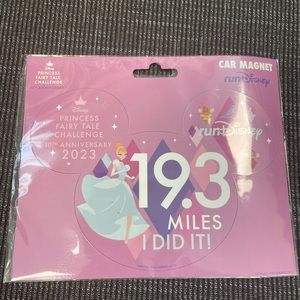 Disney
PRINCESS
FAIRY TALE
CHALLENGE
CAR MAGNET
runDisney
Disney
PRINCESS
FAIRY TALE
CHALLENGE
10TH ANNIVERSARY
2023
runDisney
19.3
MILES
I DID IT!